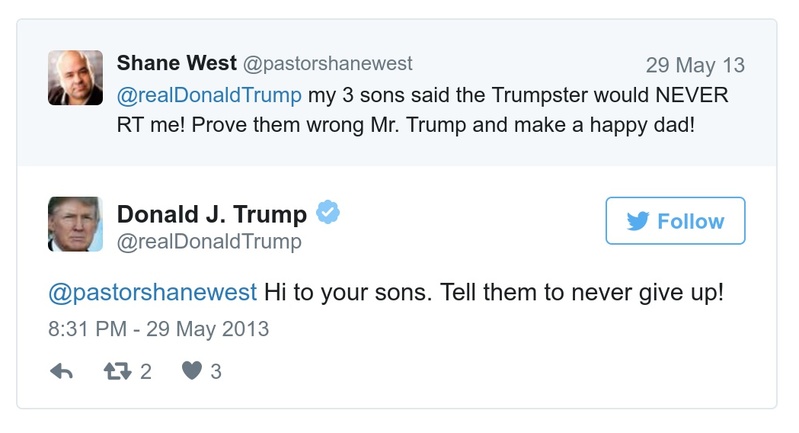 Shane West @pastorshanewest 29 May 13
@realDonaldTrump my 3 sons said the Trumpster would NEVER
RT me! Prove them wrong Mr. Trump and make a happy dad!
Donald J. Trump
@realDonaldTrump
Follow
@pastorshanewest Hi to your sons. Tell them to never give up!
8:31 PM - 29 May 2013
2 3